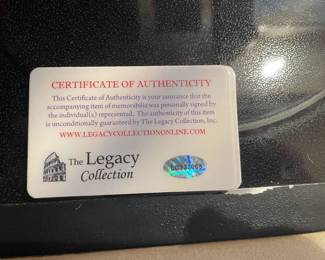 CERTIFICATE OF AUTHENTICITY
This Certificate of Authenticity is your assurance that the
accompanying item of memorabilia was personally signed by
the individual(s) represented. The authenticity of this item
is unconditionally guaranteed by The Legacy Collection, Inc.
WWW.LEGACYCOLLECTIONONLINE.COM
The Legacy
Collection